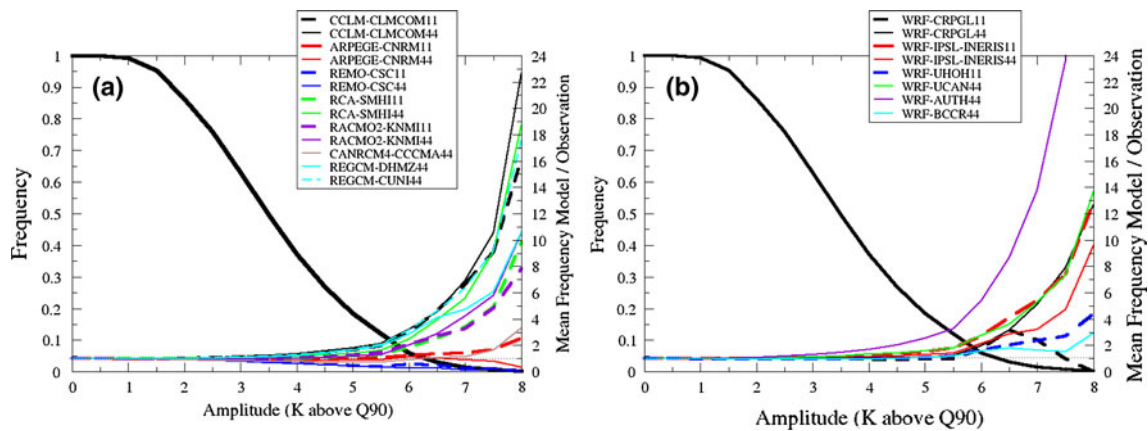 CCLM-CLMCOM11
CCLM-CLMCOM44
ARPEGE-CNRM11
ARPEGE-CNRM44
REMO-CSC11
REMO-CSC44
RCA-SMHI11
RCA-SMHI44
RACMO2-KNMI11
RACMO2-KNMI44
CANRCM4-CCCMA44
REGCM-DHMZ44
REGCM-CUNI44
(a)
Frequency
1
0.9
0.8
0.7
0.6
0.5
0.4
0.3
0.2
0.1
0
0 1 2 3 4 5 6 7 8
Amplitude (K above Q90)
24
22
20
18
16
14
12
10
8
6
4
2
1
0
Mean Frequency Model / Observation
WRF-CRPGL11
WRF-CRPGL44
WRF-IPSL-INERIS11
WRF-IPSL-INERIS44
WRF-UHOH11
WRF-UCAN44
WRF-AUTH44
WRF-BCCR44
(b)
Frequency
1
0.9
0.8
0.7
0.6
0.5
0.4
0.3
0.2
0.1
0
0 1 2 3 4 5 6 7 8
Amplitude (K above Q90)
24
22
20
18
16
14
12
10
8
6
4
2
1
0
Mean Frequency Model / Observation